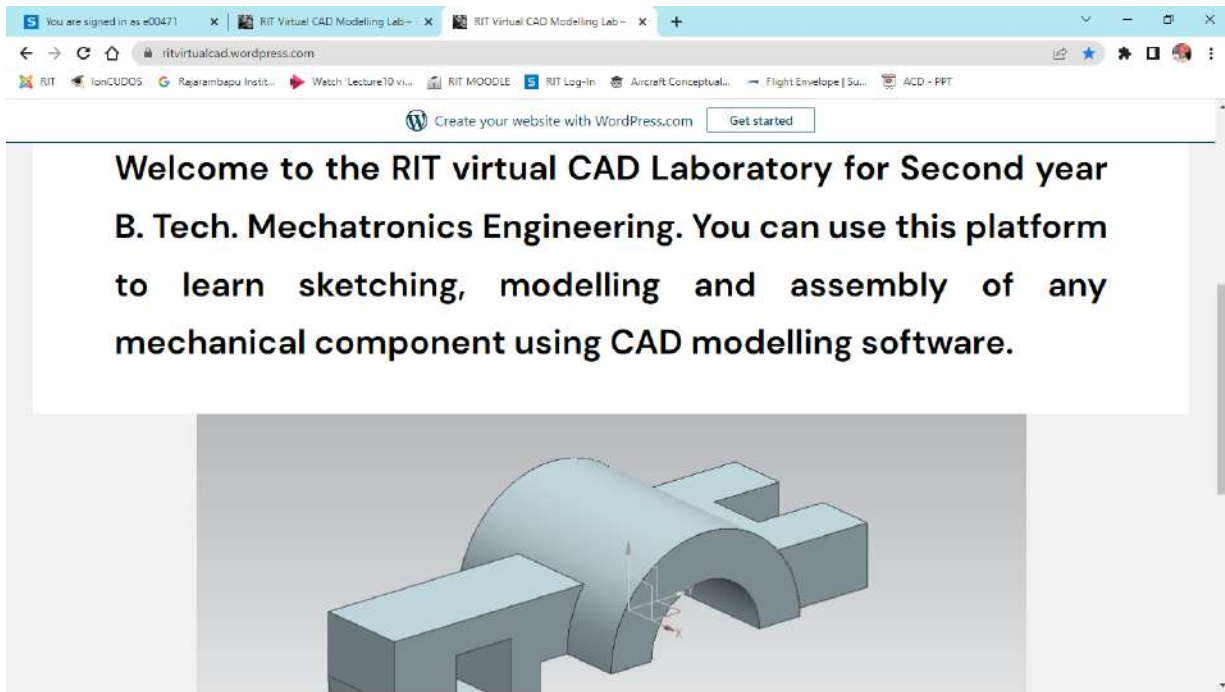 You are signed in as e00471
RIT Virtual CAD Modelling Lab –
RIT Virtual CAD Modelling Lab –
ritvirtualcad.wordpress.com
RIT
IonCUDOS
Rajarambapu Instit...
Watch 'Lecture10 vi...
RIT MOODLE
RIT Log-In
Aircraft Conceptual...
Flight Envelope | Su...
ACD - PPT
Create your website with WordPress.com
Get started
Welcome to the RIT virtual CAD Laboratory for Second year
B. Tech. Mechatronics Engineering. You can use this platform
to learn sketching, modelling and assembly of any
mechanical component using CAD modelling software.
X